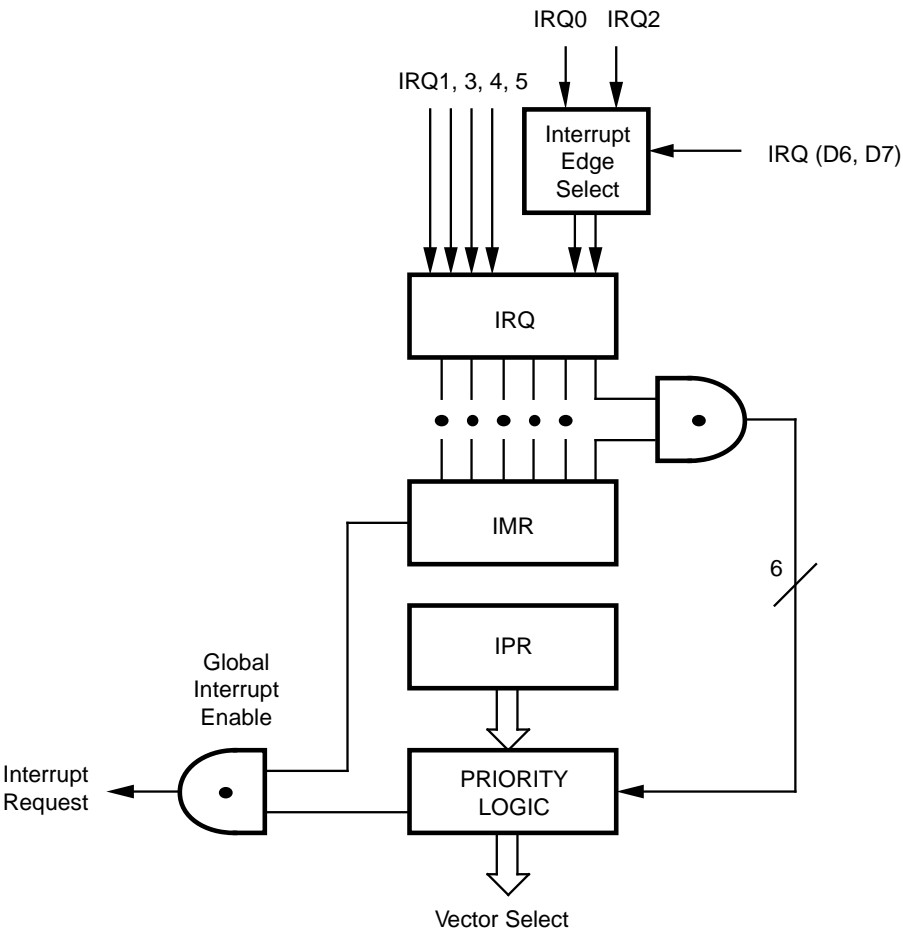 IRQ0 IRQ2
IRQ1, 3, 4, 5
Interrupt
Edge
Select
IRQ (D6, D7)
IRQ
IMR
6
IPR
Global
Interrupt
Enable
Interrupt
Request
PRIORITY
LOGIC
Vector Select